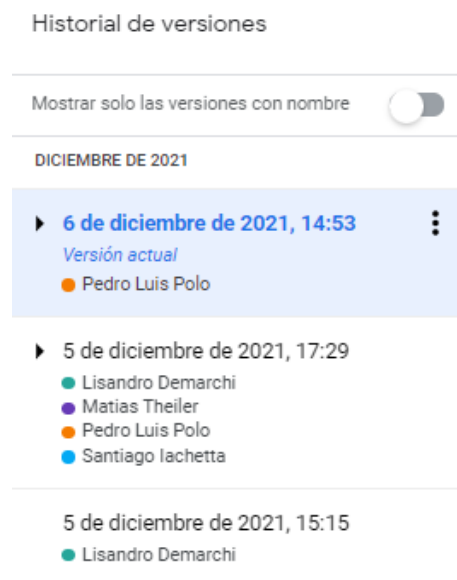 Historial de versiones
Mostrar solo las versiones con nombre
DICIEMBRE DE 2021
6 de diciembre de 2021, 14:53
Versión actual
Pedro Luis Polo
5 de diciembre de 2021, 17:29
Lisandro Demarchi
Matias Theiler
Pedro Luis Polo
Santiago Iachetta
5 de diciembre de 2021, 15:15
Lisandro Demarchi